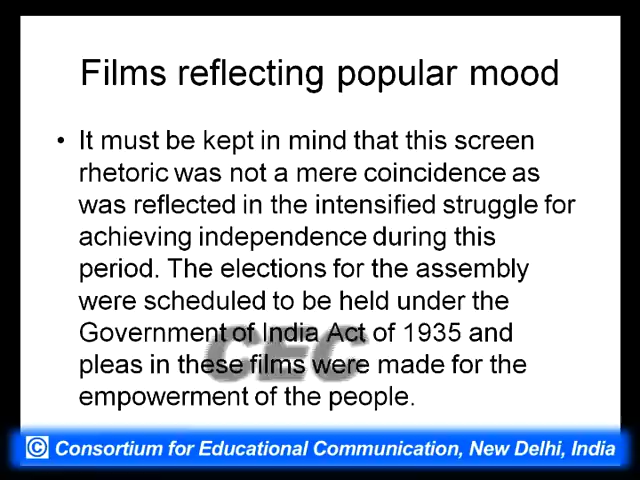 Films reflecting popular mood
• It must be kept in mind that this screen
rhetoric was not a mere coincidence as
was reflected in the intensified struggle for
achieving independence during this
period. The elections for the assembly
were scheduled to be held under the
Government of India Act of 1935 and
pleas in these films were made for the
empowerment of the people.
CEC
© Consortium for Educational Communication, New Delhi, India